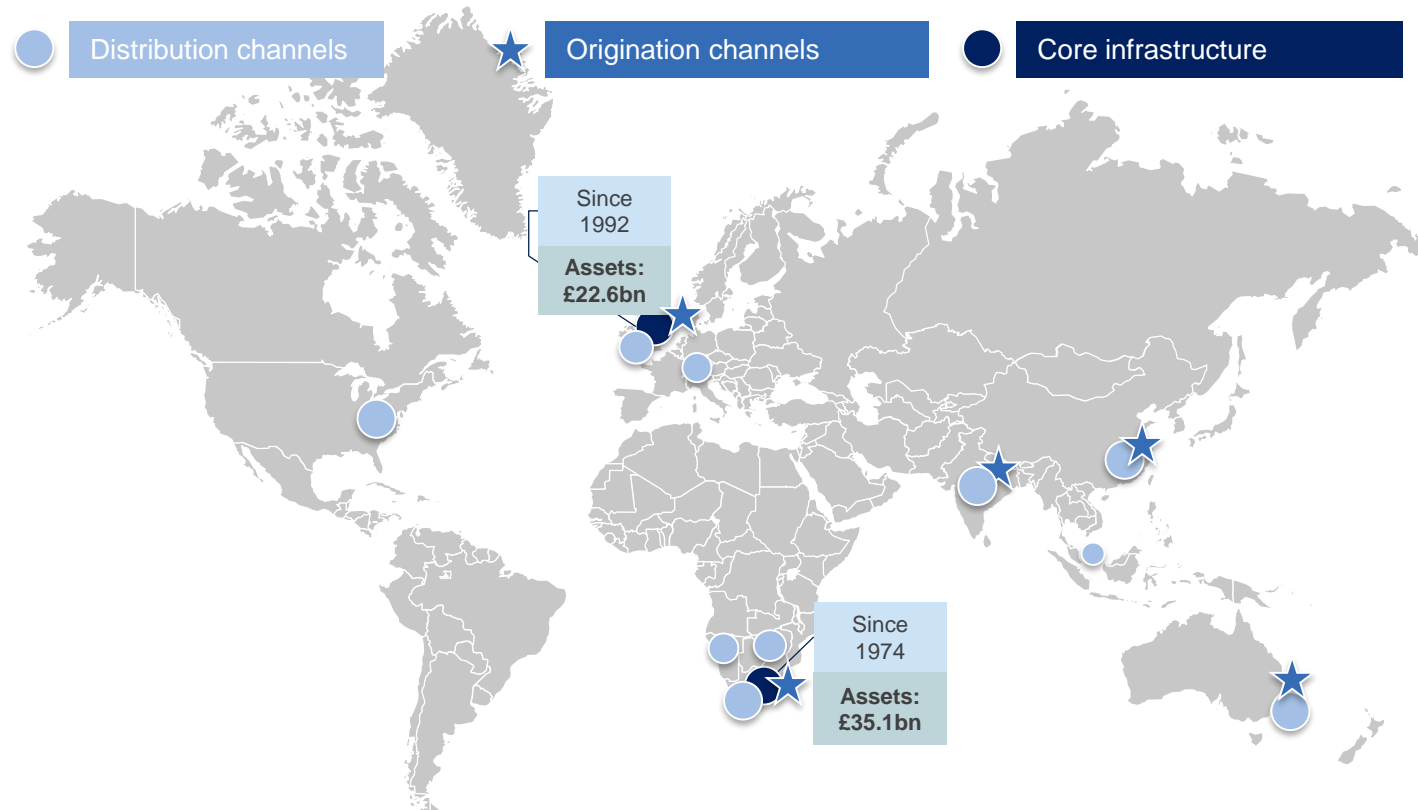 Distribution channels
Origination channels
Core infrastructure
Since
1992
Assets:
£22.6bn
Since
1974
Assets:
£35.1bn